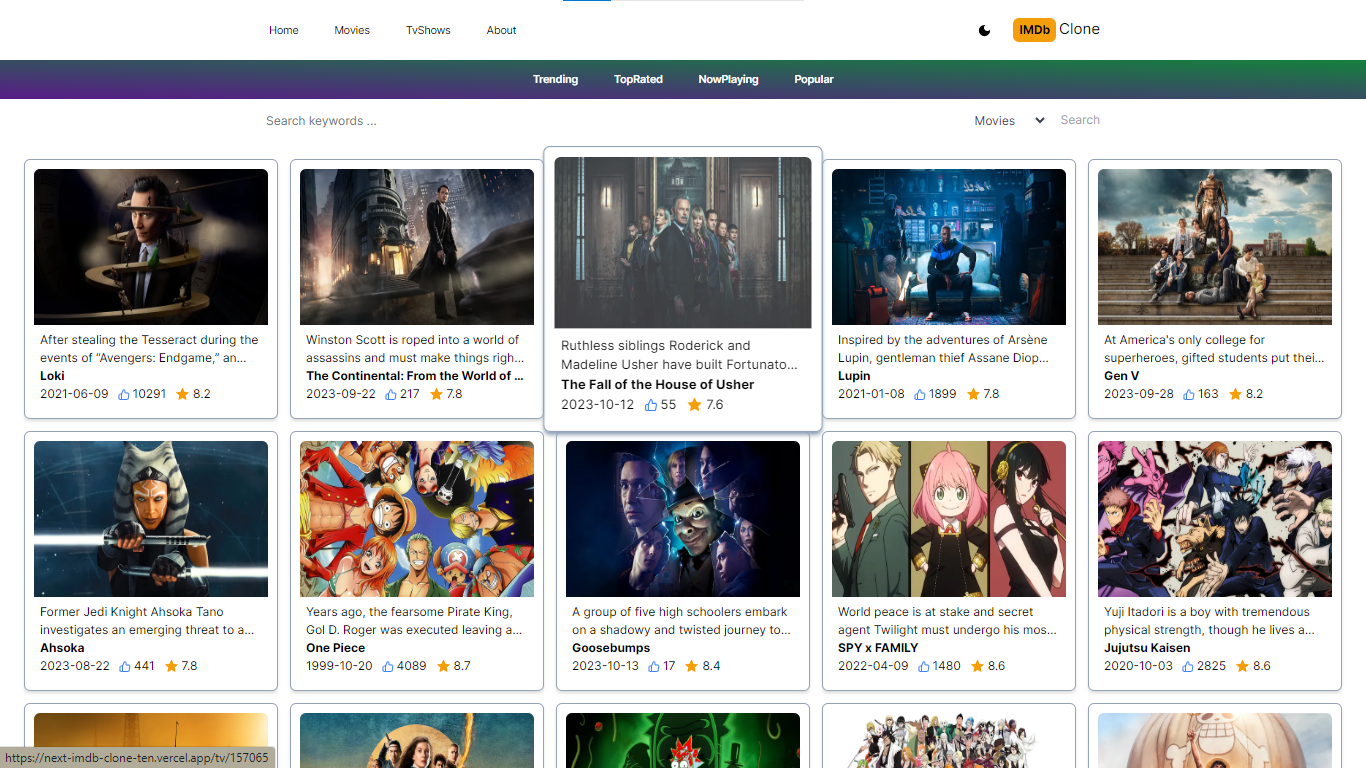 Home Movies TvShows About IMDb Clone
Trending TopRated NowPlaying Popular
Search keywords ... Movies Search
After stealing the Tesseract during the
events of “Avengers: Endgame,” an...
Loki
2021-06-09 10291 8.2
Winston Scott is roped into a world of
assassins and must make things righ...
The Continental: From the World of ...
2023-09-22 217 7.8
Ruthless siblings Roderick and
Madeline Usher have built Fortunato...
The Fall of the House of Usher
2023-10-12 55 7.6
Inspired by the adventures of Arsène
Lupin, gentleman thief Assane Diop...
Lupin
2021-01-08 1899 7.8
At America's only college for
superheroes, gifted students put thei...
Gen V
2023-09-28 163 8.2
Former Jedi Knight Ahsoka Tano
investigates an emerging threat to a...
Ahsoka
2023-08-22 441 7.8
Years ago, the fearsome Pirate King,
Gol D. Roger was executed leaving a...
One Piece
1999-10-20 4089 8.7
A group of five high schoolers embark
on a shadowy and twisted journey to...
Goosebumps
2023-10-13 17 8.4
World peace is at stake and secret
agent Twilight must undergo his mos...
SPY x FAMILY
2022-04-09 1480 8.6
Yuji Itadori is a boy with tremendous
physical strength, though he lives a...
Jujutsu Kaisen
2020-10-03 2825 8.6
https://next-imdb-clone-ten.vercel.app/tv/157065